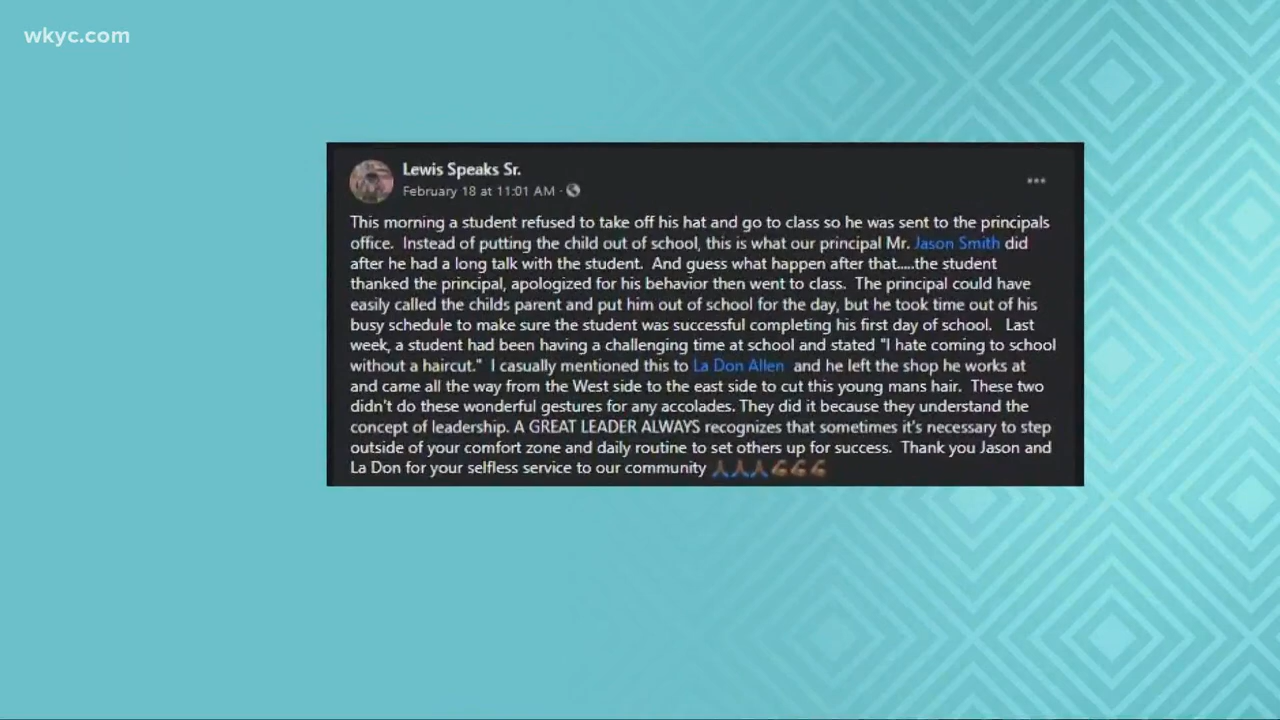 wkyc.com
Lewis Speaks Sr.
February 18 at 11:01 AM ·
This morning a student refused to take off his hat and go to class so he was sent to the principals
office.  Instead of putting the child out of school, this is what our principal Mr. Jason Smith did
after he had a long talk with the student.  And guess what happen after that.....the student
thanked the principal, apologized for his behavior then went to class.  The principal could have
easily called the childs parent and put him out of school for the day, but he took time out of his
busy schedule to make sure the student was successful completing his first day of school.   Last
week, a student had been having a challenging time at school and stated "I hate coming to school
without a haircut."  I casually mentioned this to La Don Allen  and he left the shop he works at
and came all the way from the West side to the east side to cut this young mans hair.  These two
didn't do these wonderful gestures for any accolades. They did it because they understand the
concept of leadership. A GREAT LEADER ALWAYS recognizes that sometimes it's necessary to step
outside of your comfort zone and daily routine to set others up for success.  Thank you Jason and
La Don for your selfless service to our community 🙏🏾🙏🏾🙏🏾💪🏾💪🏾💪🏾